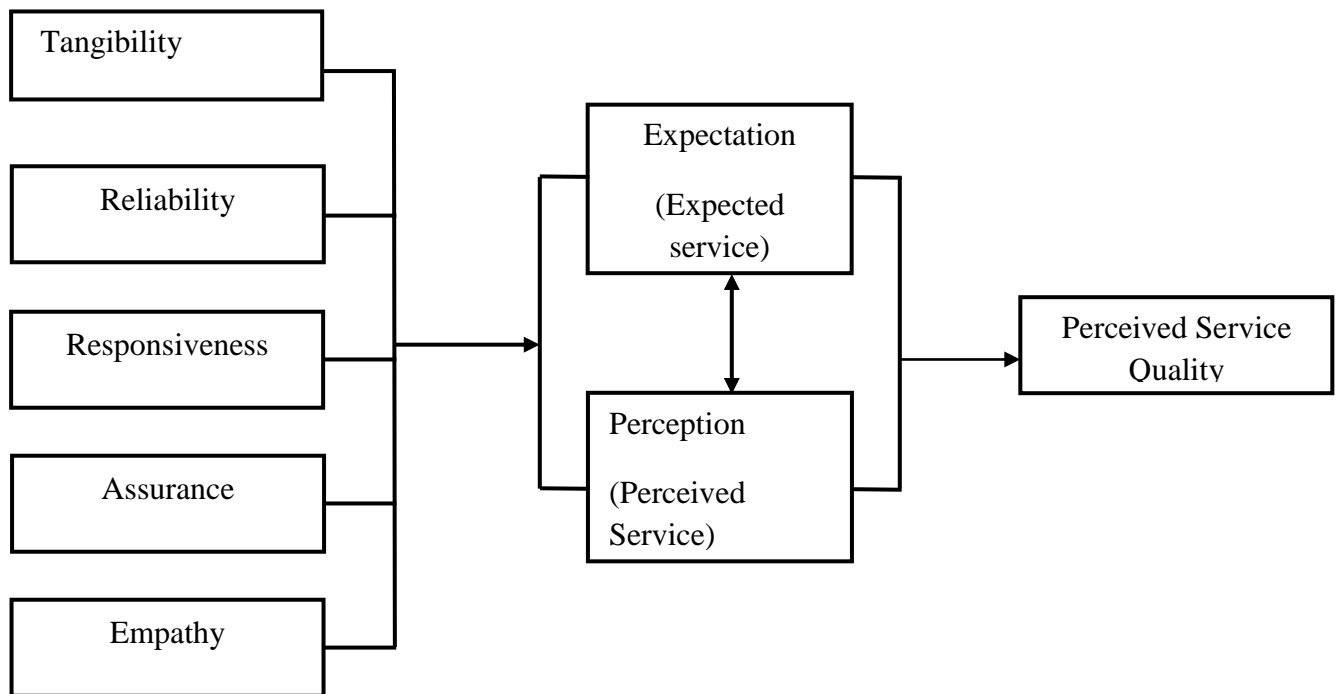 Tangibility
Reliability
Responsiveness
Assurance
Empathy
Expectation
(Expected
service)
Perception
(Perceived
Service)
Perceived Service
Quality